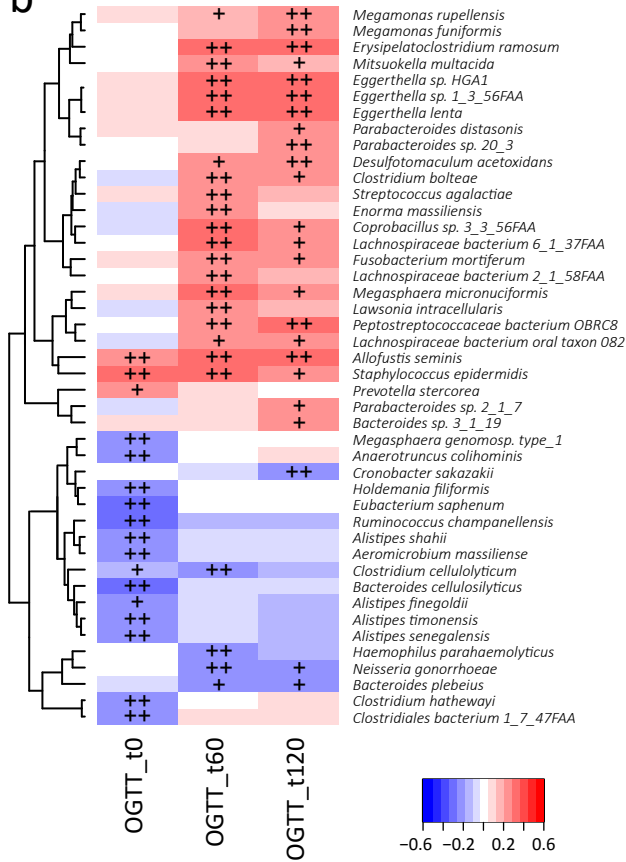 b
+ ++ Megamonas rupellensis
++ Megamonas funiformis
++ ++ Erysipelatoclostridium ramosum
++ + Mitsuokella multacida
++ ++ Eggerthella sp. HGA1
++ ++ Eggerthella sp. 1_3_56FAA
++ ++ Eggerthella lenta
+ Parabacteroides distasonis
++ Parabacteroides sp. 20_3
+ ++ Desulfotomaculum acetoxidans
++ + Clostridium bolteae
++ Streptococcus agalactiae
++ Enorma massiliensis
++ + Coprobacillus sp. 3_3_56FAA
++ + Lachnospiraceae bacterium 6_1_37FAA
++ + Fusobacterium mortiferum
++ Lachnospiraceae bacterium 2_1_58FAA
++ + Megasphaera micronuciformis
++ Lawsonia intracellularis
++ ++ Peptostreptococcaceae bacterium OBRC8
+ + Lachnospiraceae bacterium oral taxon 082
++ ++ ++ Allofustis seminis
++ ++ + Staphylococcus epidermidis
+ Prevotella stercorea
+ Parabacteroides sp. 2_1_7
+ Bacteroides sp. 3_1_19
++ Megasphaera genomosp. type_1
++ Anaerotruncus colihominis
++ Cronobacter sakazakii
++ Holdemania filiformis
++ Eubacterium saphenum
++ Ruminococcus champanellensis
++ Alistipes shahii
++ Aeromicrobium massiliense
+ ++ Clostridium cellulolyticum
++ Bacteroides cellulosilyticus
+ Alistipes finegoldii
++ Alistipes timonensis
++ Alistipes senegalensis
++ Haemophilus parahaemolyticus
++ + Neisseria gonorrhoeae
+ + Bacteroides plebeius
++ Clostridium hathewayi
++ Clostridiales bacterium 1_7_47FAA
OGTT_t0
OGTT_t60
OGTT_t120
−0.6 −0.2 0.2 0.6